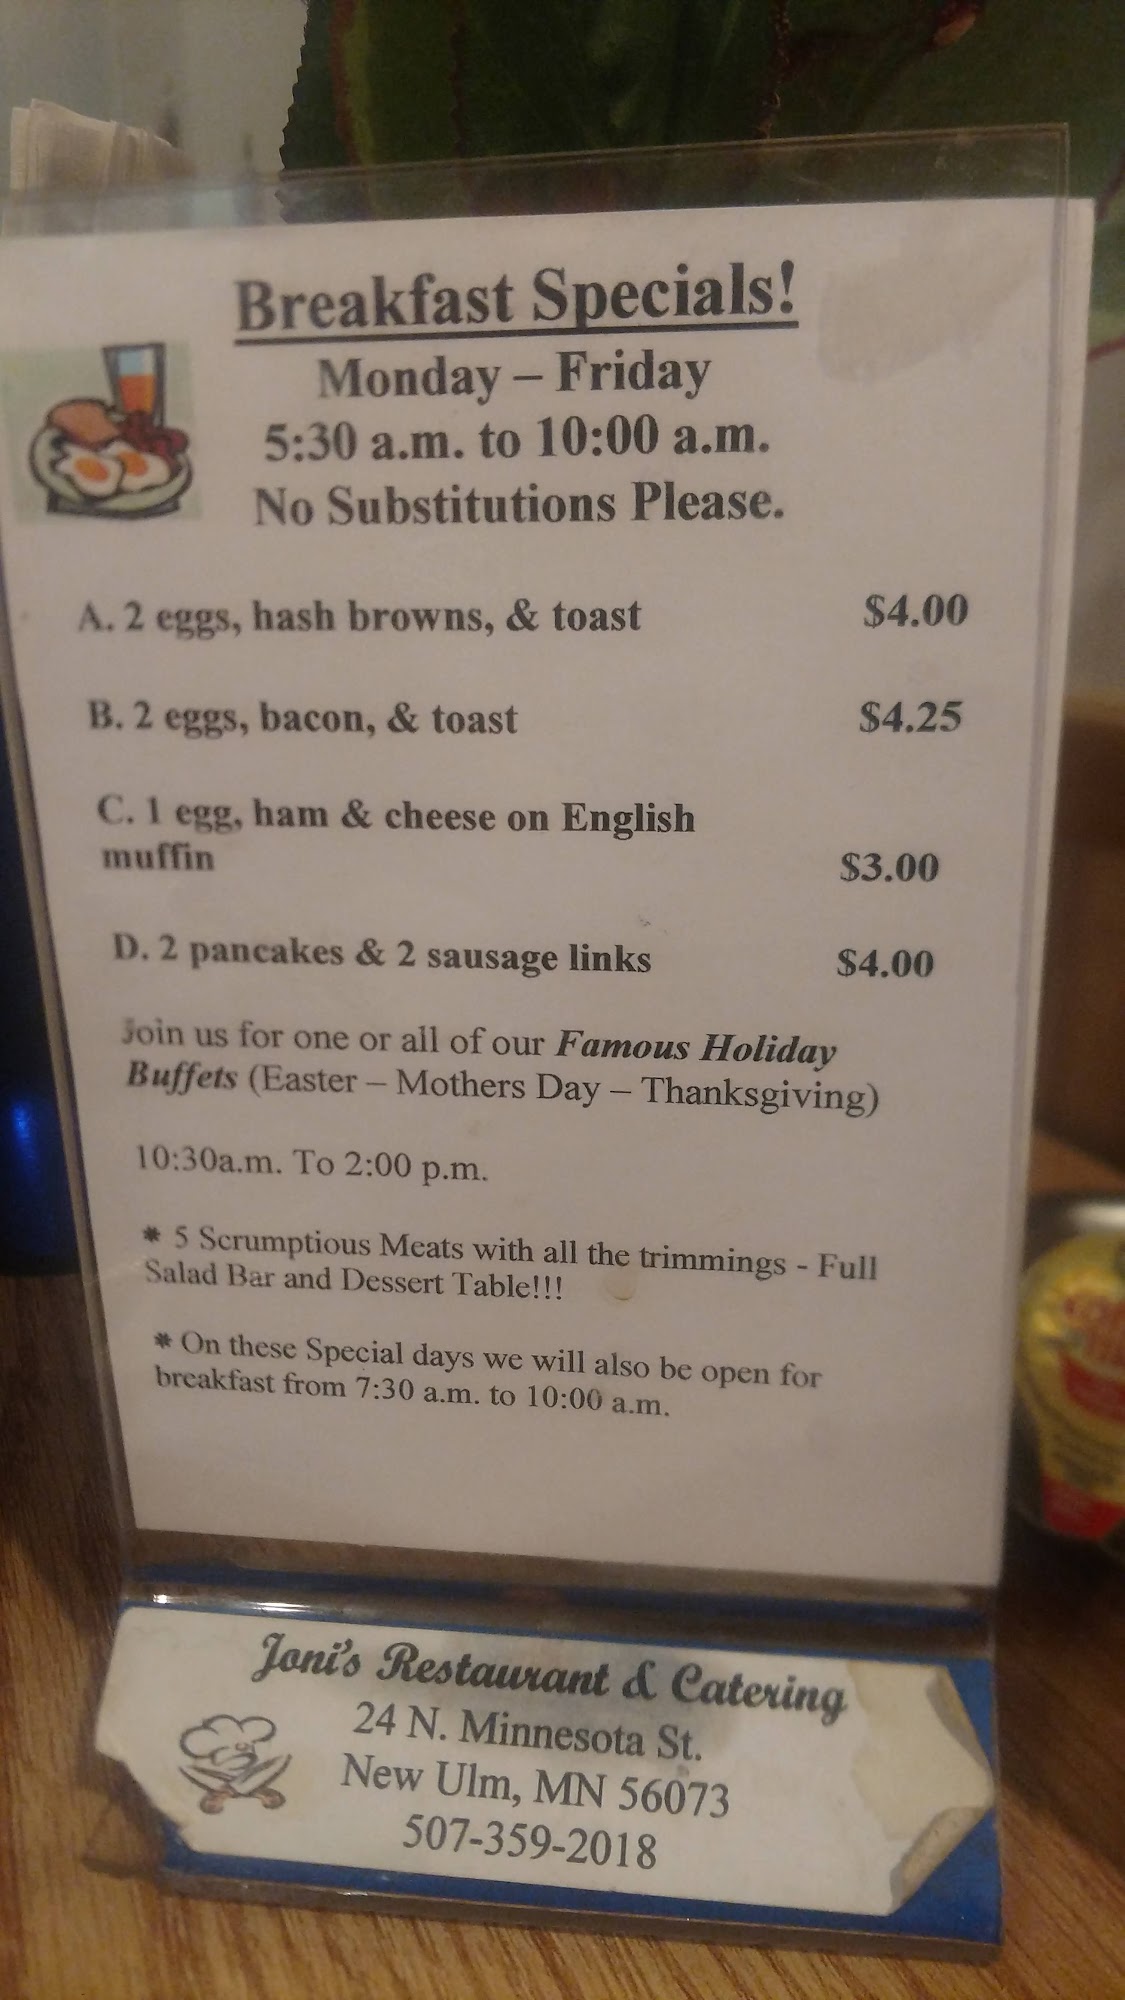 Breakfast Specials!
Monday – Friday
5:30 a.m. to 10:00 a.m.
No Substitutions Please.
A. 2 eggs, hash browns, & toast $4.00
B. 2 eggs, bacon, & toast $4.25
C. 1 egg, ham & cheese on English
muffin $3.00
D. 2 pancakes & 2 sausage links $4.00
Join us for one or all of our Famous Holiday
Buffets (Easter – Mothers Day – Thanksgiving)
10:30a.m. To 2:00 p.m.
* 5 Scrumptious Meats with all the trimmings - Full
Salad Bar and Dessert Table!!!
* On these Special days we will also be open for
breakfast from 7:30 a.m. to 10:00 a.m.
Joni's Restaurant & Catering
24 N. Minnesota St.
New Ulm, MN 56073
507-359-2018